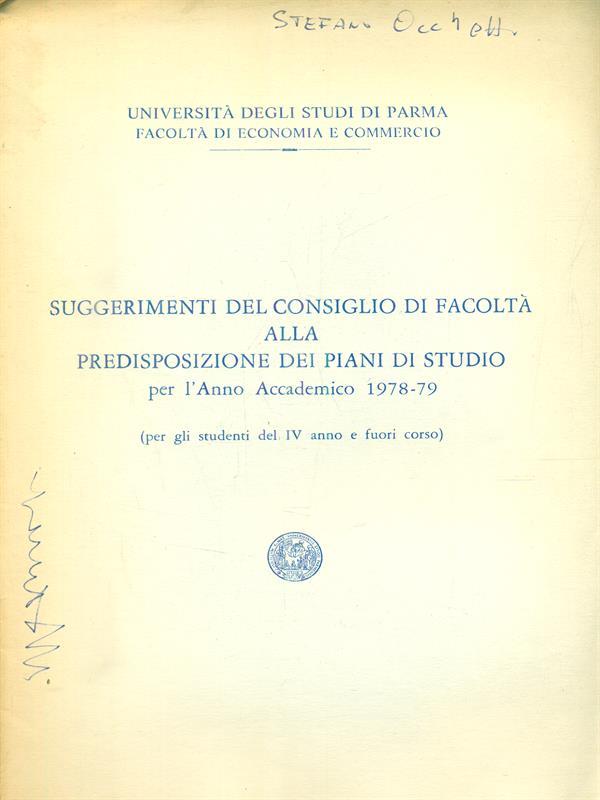 STEFANO
UNIVERSITÀ DEGLI STUDI DI PARMA
FACOLTÀ DI ECONOMIA E COMMERCIO
SUGGERIMENTI DEL CONSIGLIO DI FACOLTÀ
ALLA
PREDISPOSIZIONE DEI PIANI DI STUDIO
per l'Anno Accademico 1978-79
(per gli studenti del IV anno e fuori corso)